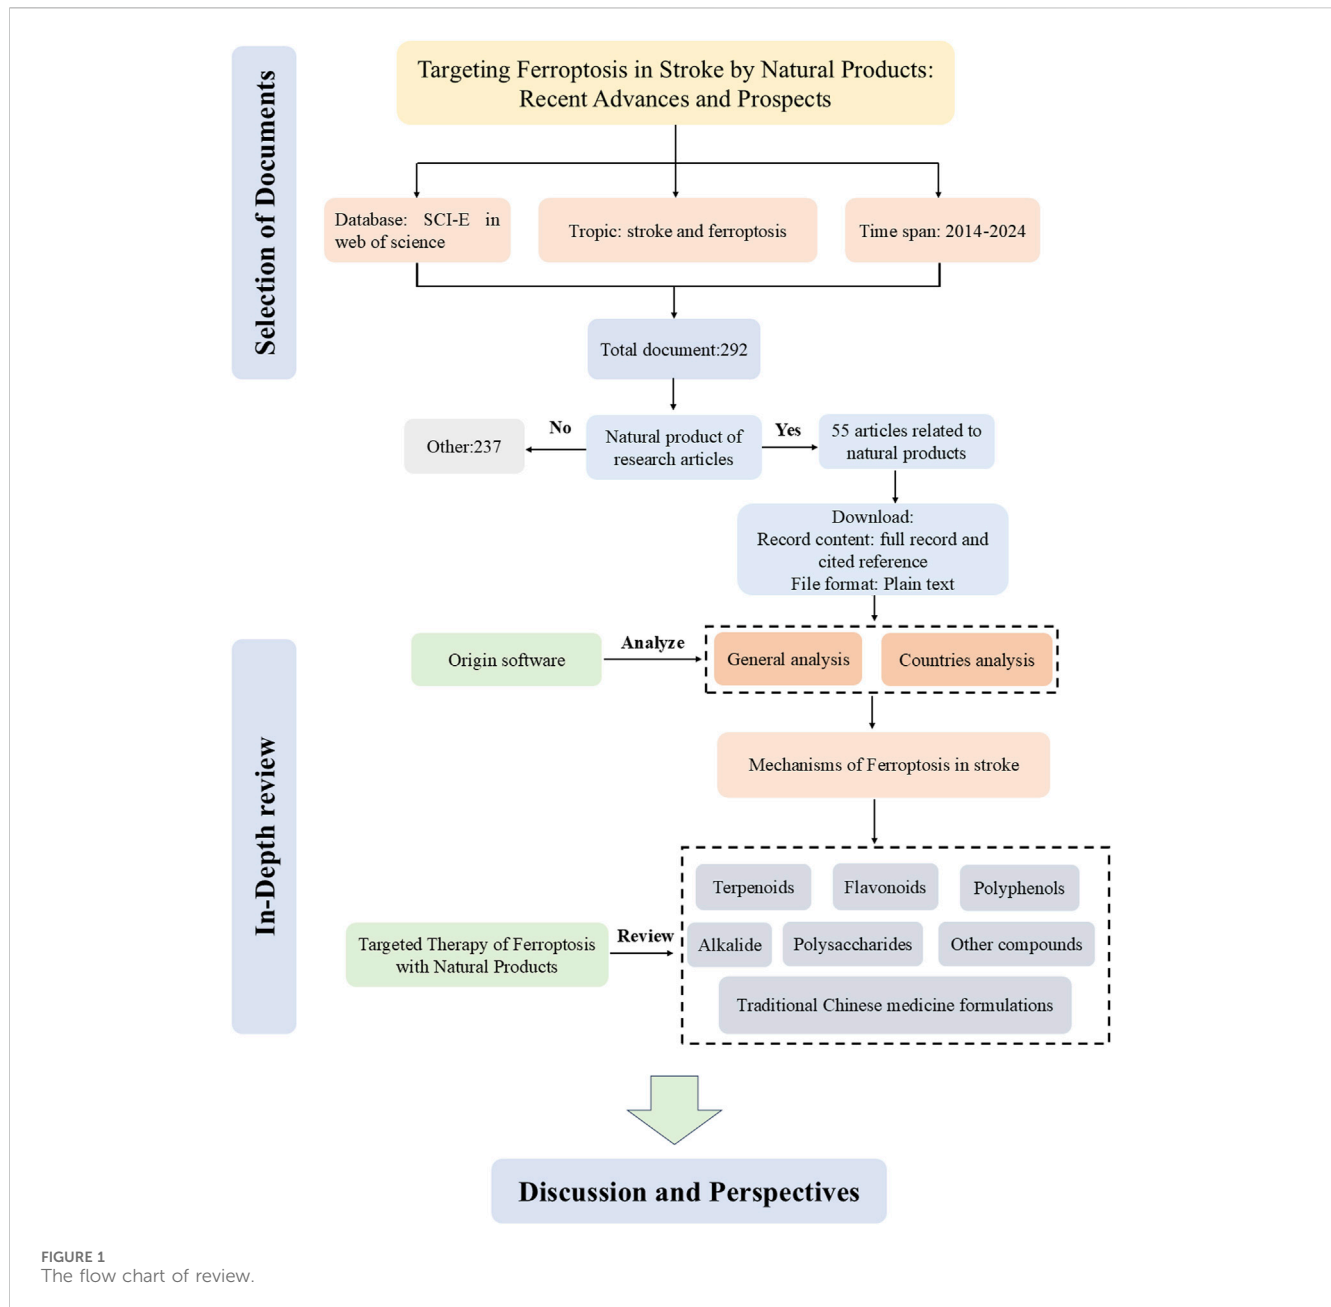 Selection of Documents
Targeting Ferroptosis in Stroke by Natural Products:
Recent Advances and Prospects
Database: SCI-E in
web of science
Tropic: stroke and ferroptosis
Time span: 2014-2024
Total document:292
Other:237
No
Natural product of
research articles
Yes
55 articles related to
natural products
Download:
Record content: full record and
cited reference
File format: Plain text
In-Depth review
Origin software
Analyze
General analysis
Countries analysis
Mechanisms of Ferroptosis in stroke
Targeted Therapy of Ferroptosis
with Natural Products
Review
Terpenoids
Flavonoids
Polyphenols
Alkalide
Polysaccharides
Other compounds
Traditional Chinese medicine formulations
Discussion and Perspectives
FIGURE 1
The flow chart of review.